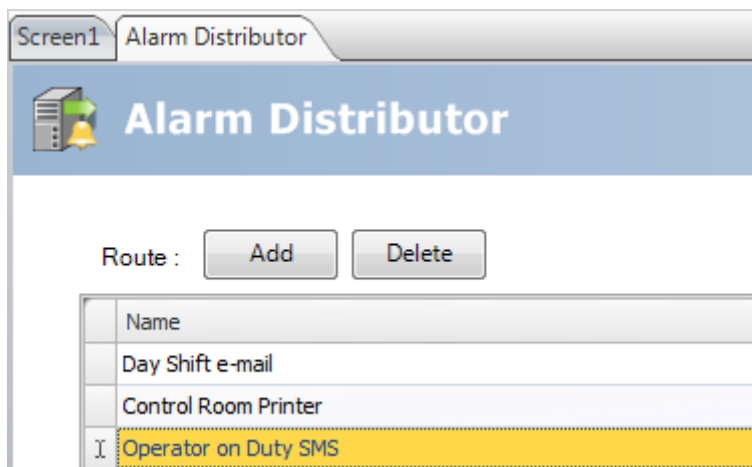 Screen1 Alarm Distributor
Alarm Distributor
Route : Add Delete
Name
Day Shift e-mail
Control Room Printer
Operator on Duty SMS